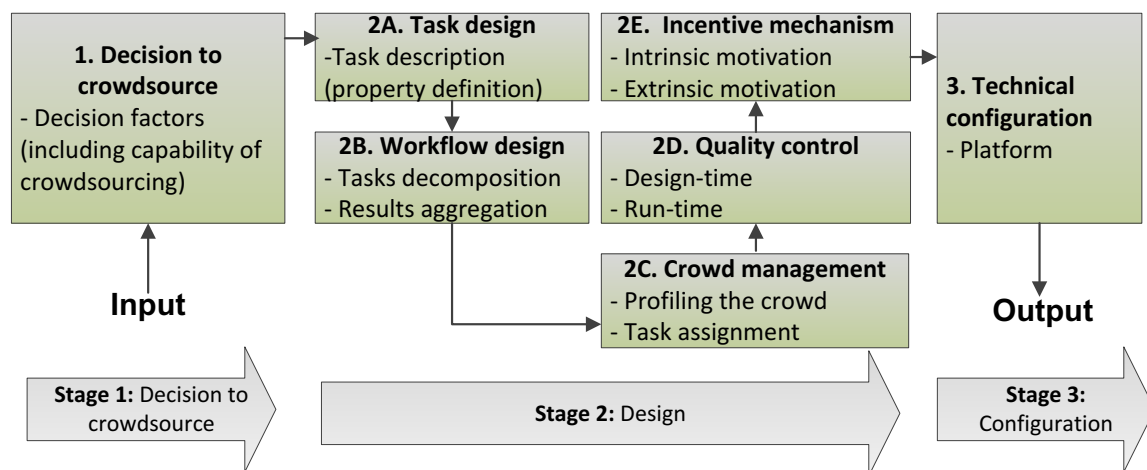 1. Decision to
crowdsource
- Decision factors
(including capability of
crowdsourcing)
2A. Task design
-Task description
(property definition)
2B. Workflow design
- Tasks decomposition
- Results aggregation
2E. Incentive mechanism
- Intrinsic motivation
- Extrinsic motivation
2D. Quality control
- Design-time
- Run-time
2C. Crowd management
- Profiling the crowd
- Task assignment
3. Technical
configuration
- Platform
Input
Output
Stage 1: Decision to
crowdsource
Stage 2: Design
Stage 3:
Configuration